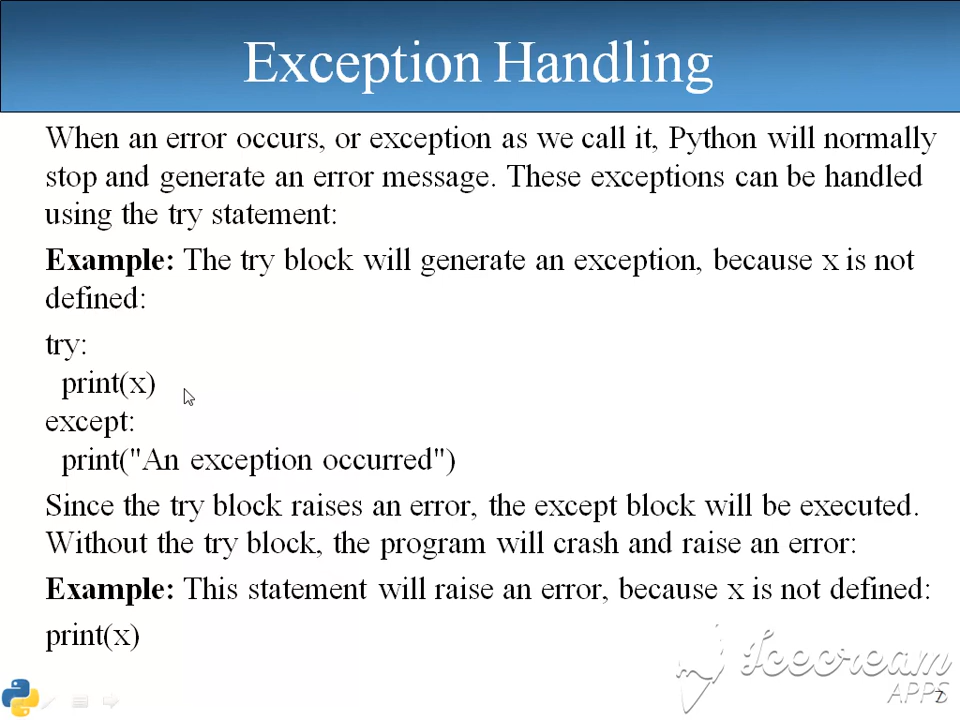 Exception Handling
When an error occurs, or exception as we call it, Python will normally
stop and generate an error message. These exceptions can be handled
using the try statement:
Example: The try block will generate an exception, because x is not
defined:
try:
  print(x)
except:
  print("An exception occurred")
Since the try block raises an error, the except block will be executed.
Without the try block, the program will crash and raise an error:
Example: This statement will raise an error, because x is not defined:
print(x)
Icecream
APPS
7